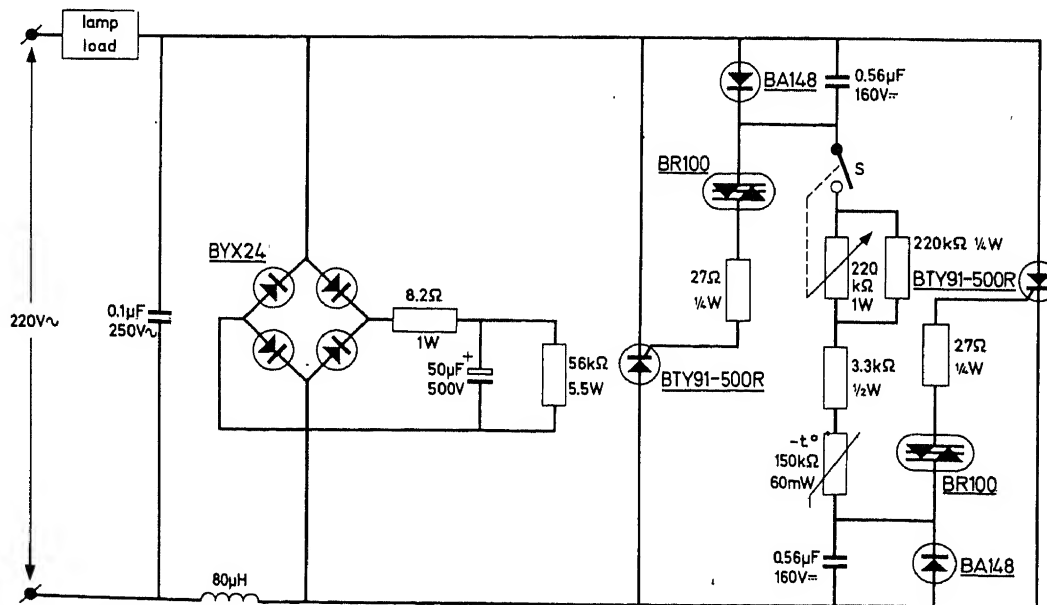 lamp
load
220V~
0.1µF
250V~
80µH
BYX24
8.2Ω
1W
50µF
500V
+
56kΩ
5.5W
BTY91-500R
BR100
27Ω
¼W
BA148
0.56µF
160V⎓
S
220
kΩ
1W
220kΩ ¼W
BTY91-500R
3.3kΩ
½W
-t°
150kΩ
60mW
27Ω
¼W
BR100
0.56µF
160V⎓
BA148